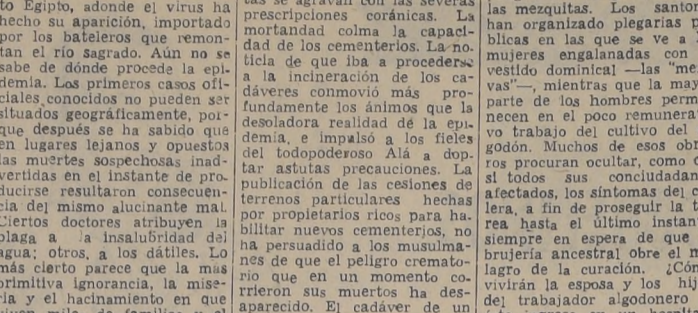 to Egipto, adonde el virus ha
hecho su aparición, importado
por los bateleros que remon-
tan el río sagrado. Aún no se
sabe de dónde procede la epi-
demia. Los primeros casos ofi-
ciales conocidos no pueden ser
situados geográficamente, por-
que después se ha sabido que
en lugares lejanos y opuestos
las muertes sospechosas inad-
vertidas en el instante de pro-
ducirse resultaron consecuen-
cia del mismo alucinante mal.
Ciertos doctores atribuyen la
plaga a la insalubridad del
agua; otros, a los dátiles. Lo
más cierto parece que la más
primitiva ignorancia, la mise-
ria y el hacinamiento en que
tas se agravan con las severas
prescripciones coránicas. La
mortandad colma la capaci-
dad de los cementerios. La no-
ticia de que iba a procederse
a la incineración de los ca-
dáveres conmovió más pro-
fundamente los ánimos que la
desoladora realidad de la epi-
demia, e impulsó a los fieles
del todopoderoso Alá a dop-
tar astutas precauciones. La
publicación de las cesiones de
terrenos particulares hechas
por propietarios ricos para ha-
bilitar nuevos cementerjos, no
ha persuadido a los musulma-
nes de que el peligro cremato-
rio que en un momento co-
rrieron sus muertos ha des-
aparecido. El cadáver de un
las mezquitas. Los santor
han organizado plegarias p
blicas en las que se ve a
mujeres engalanadas con
vestido dominical —las "me
vas"—, mientras que la may
parte de los hombres perm
necen en el poco remunera
vo trabajo del cultivo del
godón. Muchos de esos obr
ros procuran ocultar, como
si todos sus conciudadan
afectados, los síntomas del c
lera, a fin de proseguir la t
rea hasta el último instan
siempre en espera de que
brujería ancestral obre el m
lagro de la curación. ¿Cón
vivirán la esposa y los hij
del trabajador algodonero